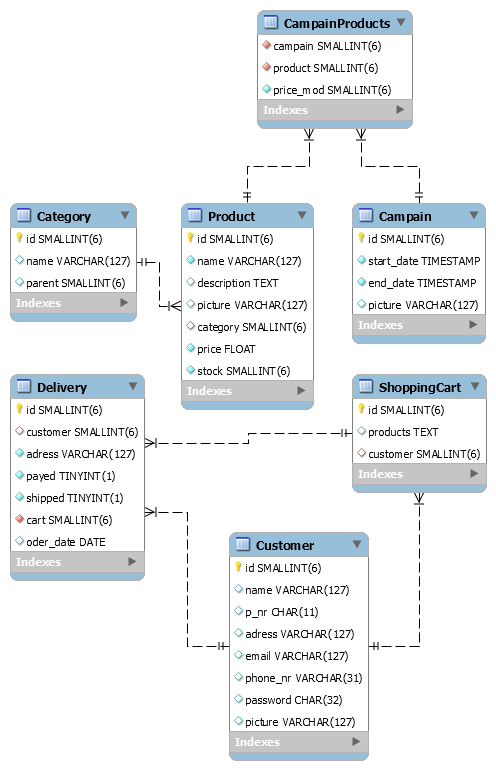 CampainProducts
campain SMALLINT(6)
product SMALLINT(6)
price_mod SMALLINT(6)
Indexes
Category
id SMALLINT(6)
name VARCHAR(127)
parent SMALLINT(6)
Indexes
Product
id SMALLINT(6)
name VARCHAR(127)
description TEXT
picture VARCHAR(127)
category SMALLINT(6)
price FLOAT
stock SMALLINT(6)
Indexes
Campain
id SMALLINT(6)
start_date TIMESTAMP
end_date TIMESTAMP
picture VARCHAR(127)
Indexes
Delivery
id SMALLINT(6)
customer SMALLINT(6)
adress VARCHAR(127)
payed TINYINT(1)
shipped TINYINT(1)
cart SMALLINT(6)
oder_date DATE
Indexes
ShoppingCart
id SMALLINT(6)
products TEXT
customer SMALLINT(6)
Indexes
Customer
id SMALLINT(6)
name VARCHAR(127)
p_nr CHAR(11)
adress VARCHAR(127)
email VARCHAR(127)
phone_nr VARCHAR(31)
password CHAR(32)
picture VARCHAR(127)
Indexes